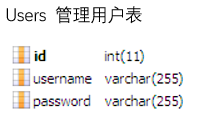 Users 管理用户表
id int(11)
username varchar(255)
password varchar(255)